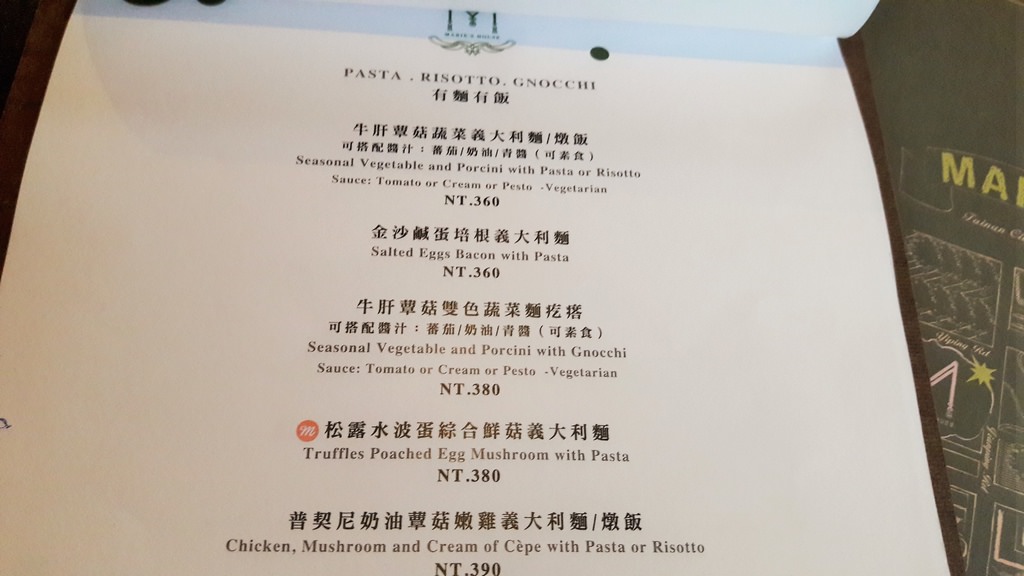 MARIE'S HOUSE
PASTA . RISOTTO. GNOCCHI
有麵有飯
牛肝蕈菇蔬菜義大利麵/燉飯
可搭配醬汁：蕃茄/奶油/青醬（可素食）
Seasonal Vegetable and Porcini with Pasta or Risotto
Sauce: Tomato or Cream or Pesto -Vegetarian
NT.360
金沙鹹蛋培根義大利麵
Salted Eggs Bacon with Pasta
NT.360
牛肝蕈菇雙色蔬菜麵疙瘩
可搭配醬汁：蕃茄/奶油/青醬（可素食）
Seasonal Vegetable and Porcini with Gnocchi
Sauce: Tomato or Cream or Pesto -Vegetarian
NT.380
m 松露水波蛋綜合鮮菇義大利麵
Truffles Poached Egg Mushroom with Pasta
NT.380
普契尼奶油蕈菇嫩雞義大利麵/燉飯
Chicken, Mushroom and Cream of Cèpe with Pasta or Risotto
NT.390
MAR
Tainan
Yiping Rd